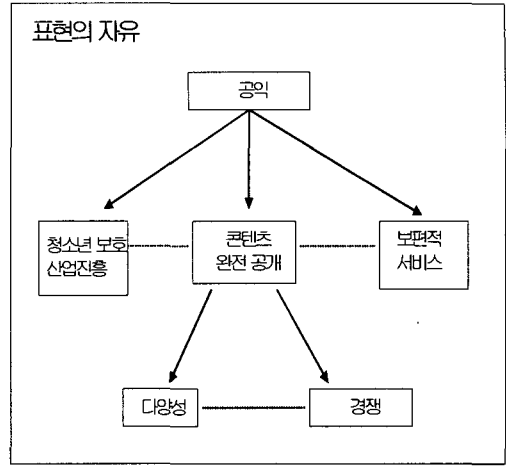 표현의 자유
공익
청소년 보호
산업진흥
콘텐츠
완전 공개
보편적
서비스
다양성
경쟁